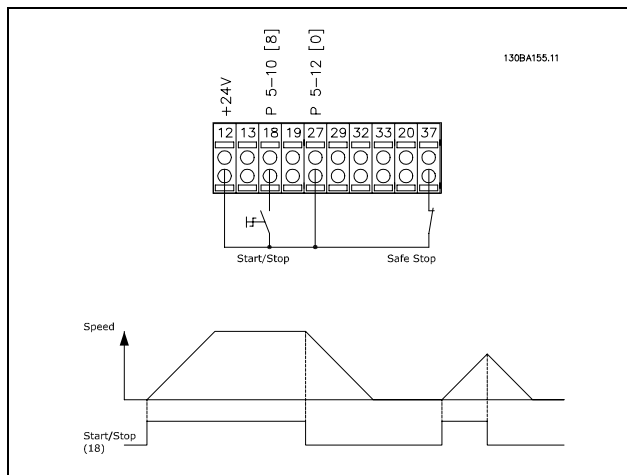 +24V
P 5-10 [8]
P 5-12 [0]
130BA155.11
12 13 18 19 27 29 32 33 20 37
Start/Stop
Safe Stop
Speed
Start/Stop
(18)